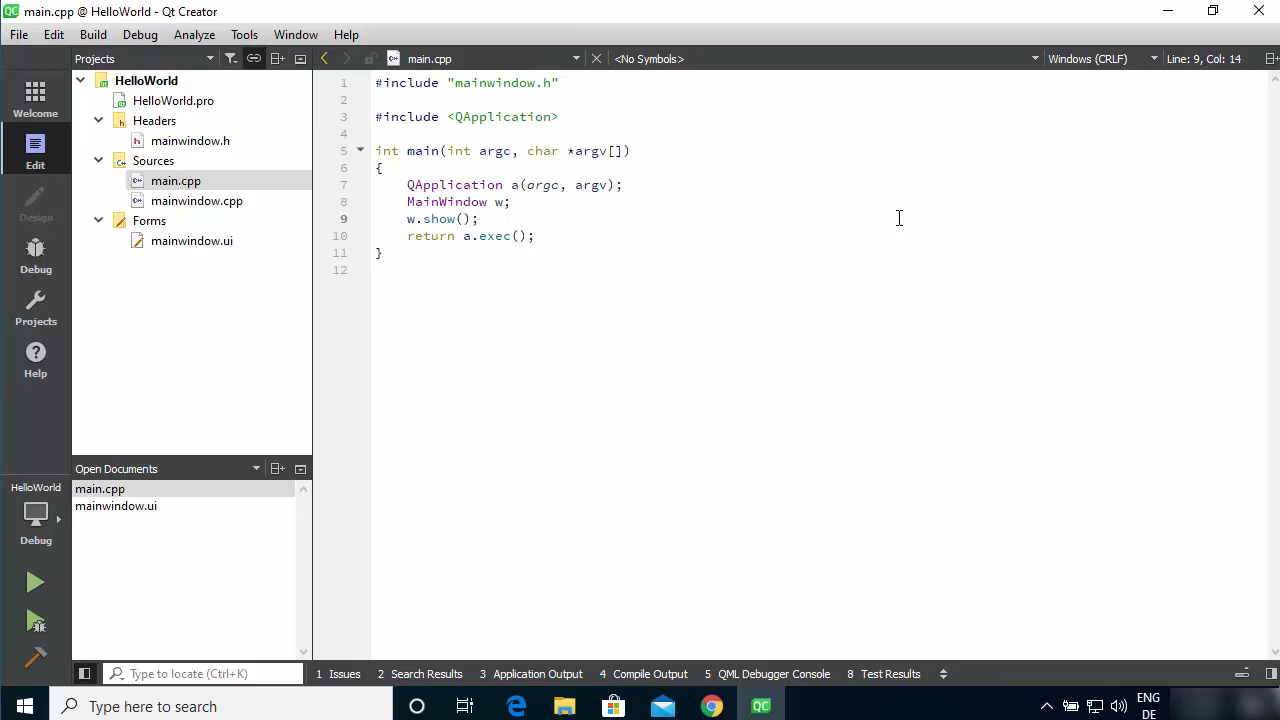 main.cpp @ HelloWorld - Qt Creator
File Edit Build Debug Analyze Tools Window Help
Projects
main.cpp
<No Symbols>
Windows (CRLF)
Line: 9, Col: 14
Welcome
Edit
Design
Debug
Projects
Help
HelloWorld
HelloWorld.pro
Headers
mainwindow.h
Sources
main.cpp
mainwindow.cpp
Forms
mainwindow.ui
1 #include "mainwindow.h"
2
3 #include <QApplication>
4
5 int main(int argc, char *argv[])
6 {
7 QApplication a(argc, argv);
8 MainWindow w;
9 w.show();
10 return a.exec();
11 }
12
Open Documents
main.cpp
mainwindow.ui
HelloWorld
Debug
Type to locate (Ctrl+K)
1 Issues 2 Search Results 3 Application Output 4 Compile Output 5 QML Debugger Console 8 Test Results
Type here to search
QC
ENG
DE